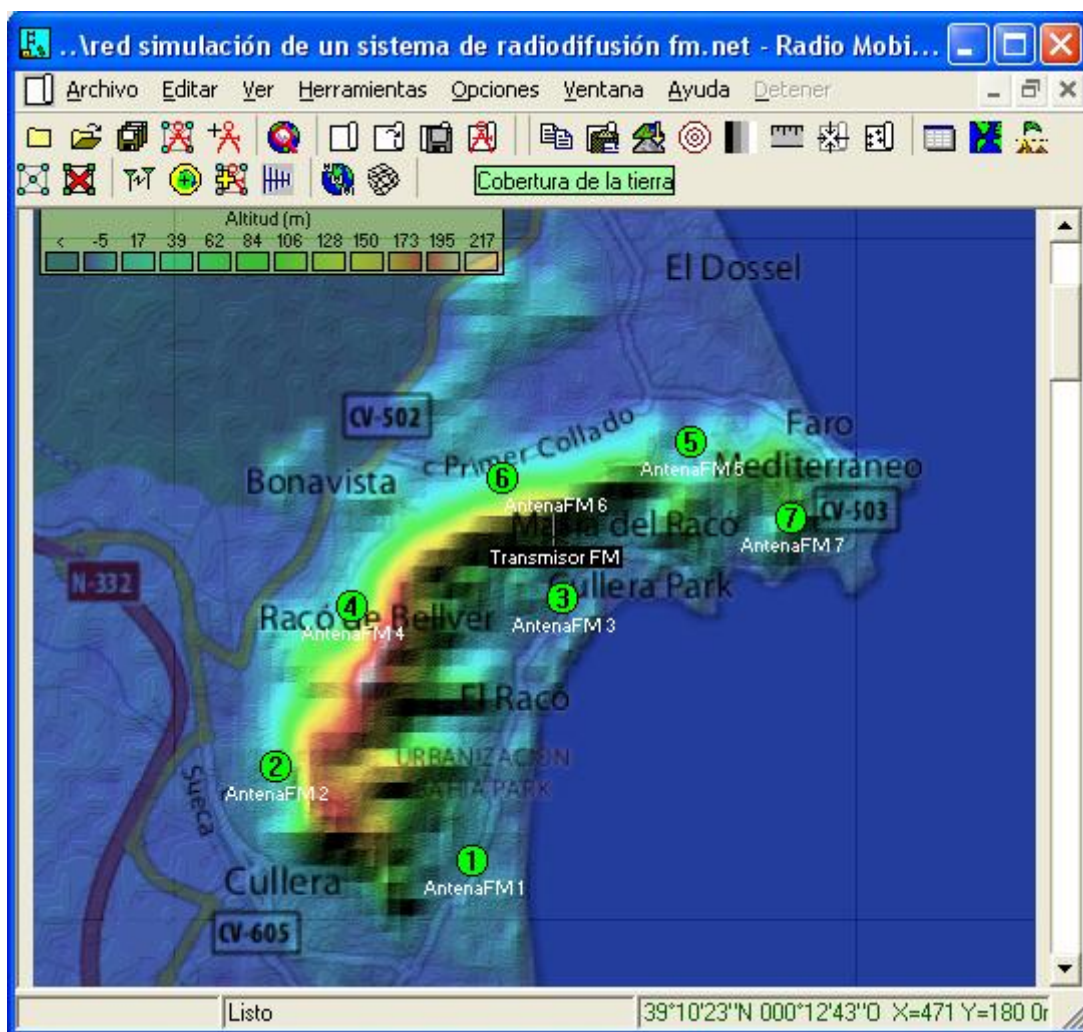 ..\red simulación de un sistema de radiodifusión fm.net - Radio Mobi...
Archivo Editar Ver Herramientas Opciones Ventana Ayuda Detener
Cobertura de la tierra
Altitud (m)
< -5 17 39 62 84 106 128 150 173 195 217
El Dossel
CV-502
c Primer Collado
Faro
5
AntenaFM 5
Mediterráneo
Bonavista
6
AntenaFM 6
Masía del Racó
7
CV-503
AntenaFM 7
Transmisor FM
N-332
Cullera Park
4
Racó de Bellver
AntenaFM 4
3
AntenaFM 3
El Racó
URBANIZACION
BAHIA PARK
2
AntenaFM 2
Sueca
1
AntenaFM 1
Cullera
CV-605
Listo
39°10'23''N 000°12'43''O X=471 Y=180 0